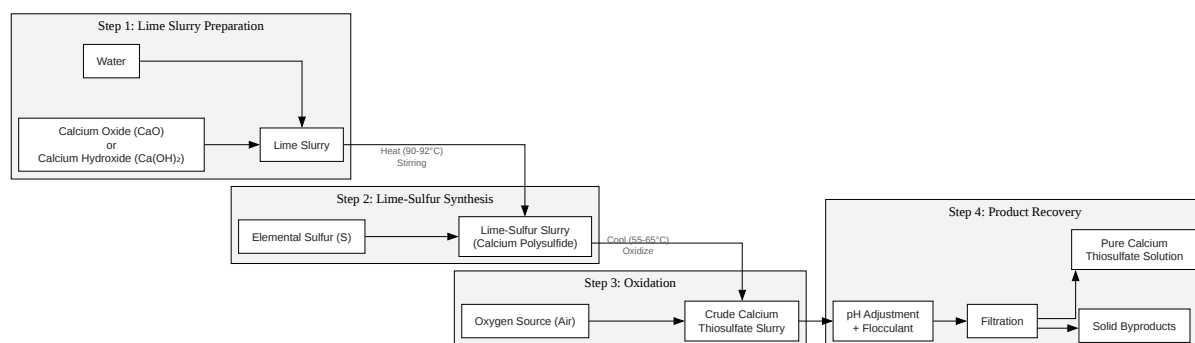 Step 1: Lime Slurry Preparation
Water
Calcium Oxide (CaO)
or
Calcium Hydroxide (Ca(OH)₂)
Lime Slurry
Heat (90-92°C)
Stirring
Step 2: Lime-Sulfur Synthesis
Elemental Sulfur (S)
Lime-Sulfur Slurry
(Calcium Polysulfide)
Cool (55-65°C)
Oxidize
Step 3: Oxidation
Oxygen Source (Air)
Crude Calcium
Thiosulfate Slurry
Step 4: Product Recovery
pH Adjustment
+ Flocculant
Filtration
Pure Calcium
Thiosulfate Solution
Solid Byproducts